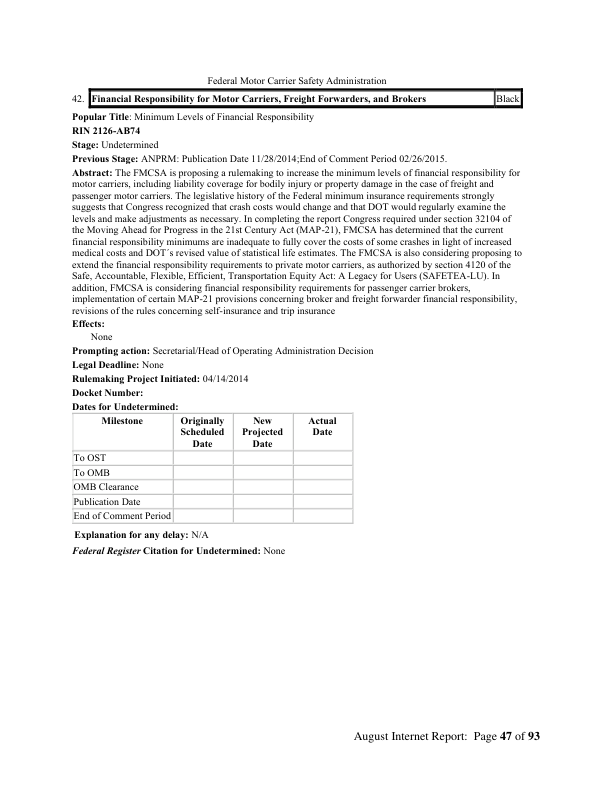 Federal Motor Carrier Safety Administration
42. Financial Responsibility for Motor Carriers, Freight Forwarders, and Brokers Black
Popular Title: Minimum Levels of Financial Responsibility
RIN 2126-AB74
Stage: Undetermined
Previous Stage: ANPRM: Publication Date 11/28/2014;End of Comment Period 02/26/2015.
Abstract: The FMCSA is proposing a rulemaking to increase the minimum levels of financial responsibility for
motor carriers, including liability coverage for bodily injury or property damage in the case of freight and
passenger motor carriers. The legislative history of the Federal minimum insurance requirements strongly
suggests that Congress recognized that crash costs would change and that DOT would regularly examine the
levels and make adjustments as necessary. In completing the report Congress required under section 32104 of
the Moving Ahead for Progress in the 21st Century Act (MAP-21), FMCSA has determined that the current
financial responsibility minimums are inadequate to fully cover the costs of some crashes in light of increased
medical costs and DOT´s revised value of statistical life estimates. The FMCSA is also considering proposing to
extend the financial responsibility requirements to private motor carriers, as authorized by section 4120 of the
Safe, Accountable, Flexible, Efficient, Transportation Equity Act: A Legacy for Users (SAFETEA-LU). In
addition, FMCSA is considering financial responsibility requirements for passenger carrier brokers,
implementation of certain MAP-21 provisions concerning broker and freight forwarder financial responsibility,
revisions of the rules concerning self-insurance and trip insurance
Effects:
None
Prompting action: Secretarial/Head of Operating Administration Decision
Legal Deadline: None
Rulemaking Project Initiated: 04/14/2014
Docket Number:
Dates for Undetermined:
Milestone Originally New Actual
Scheduled Projected Date
Date Date
To OST
To OMB
OMB Clearance
Publication Date
End of Comment Period
Explanation for any delay: N/A
Federal Register Citation for Undetermined: None
August Internet Report: Page 47 of 93